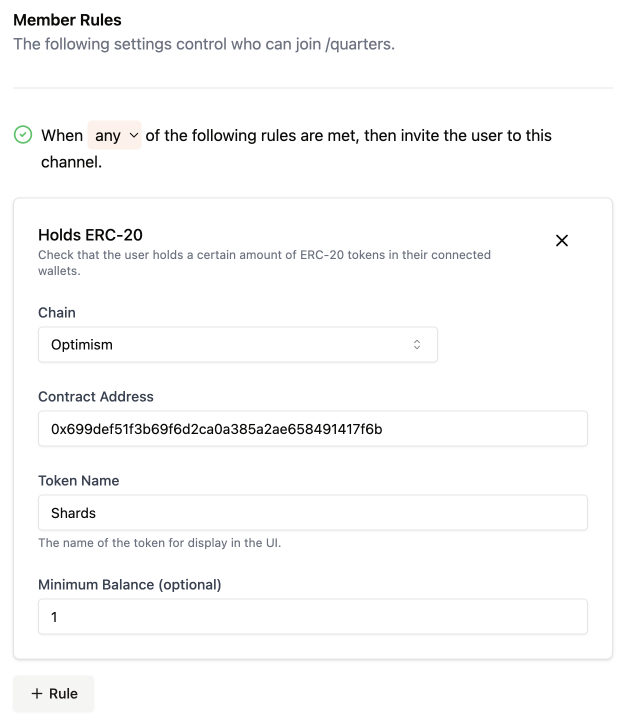 Member Rules
The following settings control who can join /quarters.
When any of the following rules are met, then invite the user to this
channel.
Holds ERC-20
Check that the user holds a certain amount of ERC-20 tokens in their connected
wallets.
Chain
Optimism
Contract Address
0x699def51f3b69f6d2ca0a385a2ae658491417f6b
Token Name
Shards
The name of the token for display in the UI.
Minimum Balance (optional)
1
+ Rule